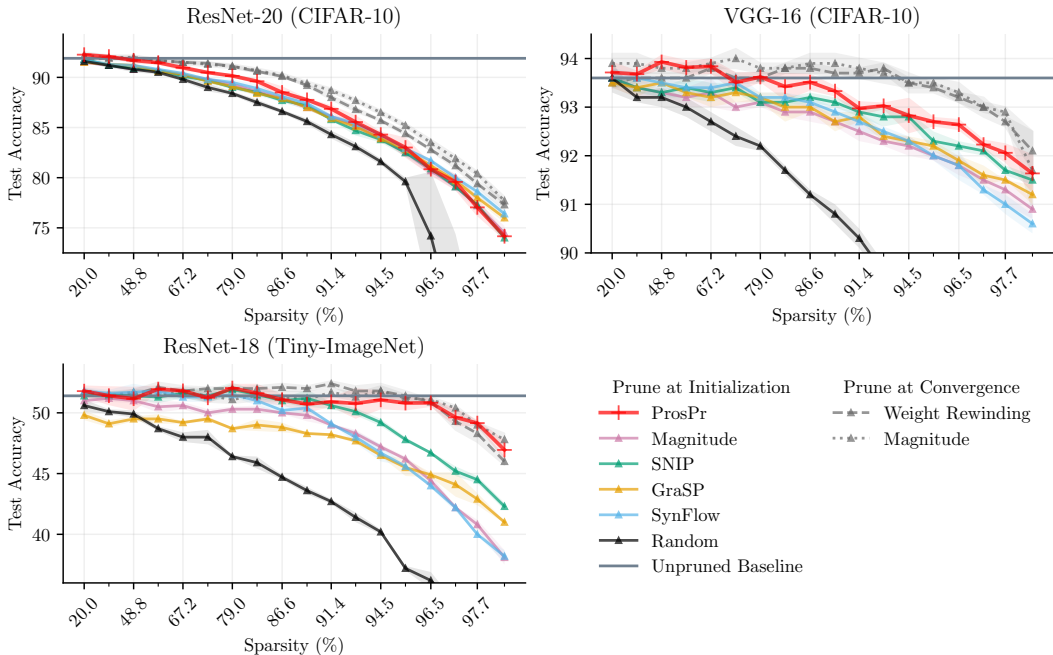 ResNet-20 (CIFAR-10)
90
85
80
75
Test Accuracy
20.0
48.8
67.2
79.0
86.6
91.4
94.5
96.5
97.7
Sparsity (%)
VGG-16 (CIFAR-10)
94
93
92
91
90
Test Accuracy
20.0
48.8
67.2
79.0
86.6
91.4
94.5
96.5
97.7
Sparsity (%)
ResNet-18 (Tiny-ImageNet)
50
45
40
Test Accuracy
20.0
48.8
67.2
79.0
86.6
91.4
94.5
96.5
97.7
Sparsity (%)
Prune at Initialization
ProsPr
Magnitude
SNIP
GraSP
SynFlow
Random
Unpruned Baseline
Prune at Convergence
Weight Rewinding
Magnitude